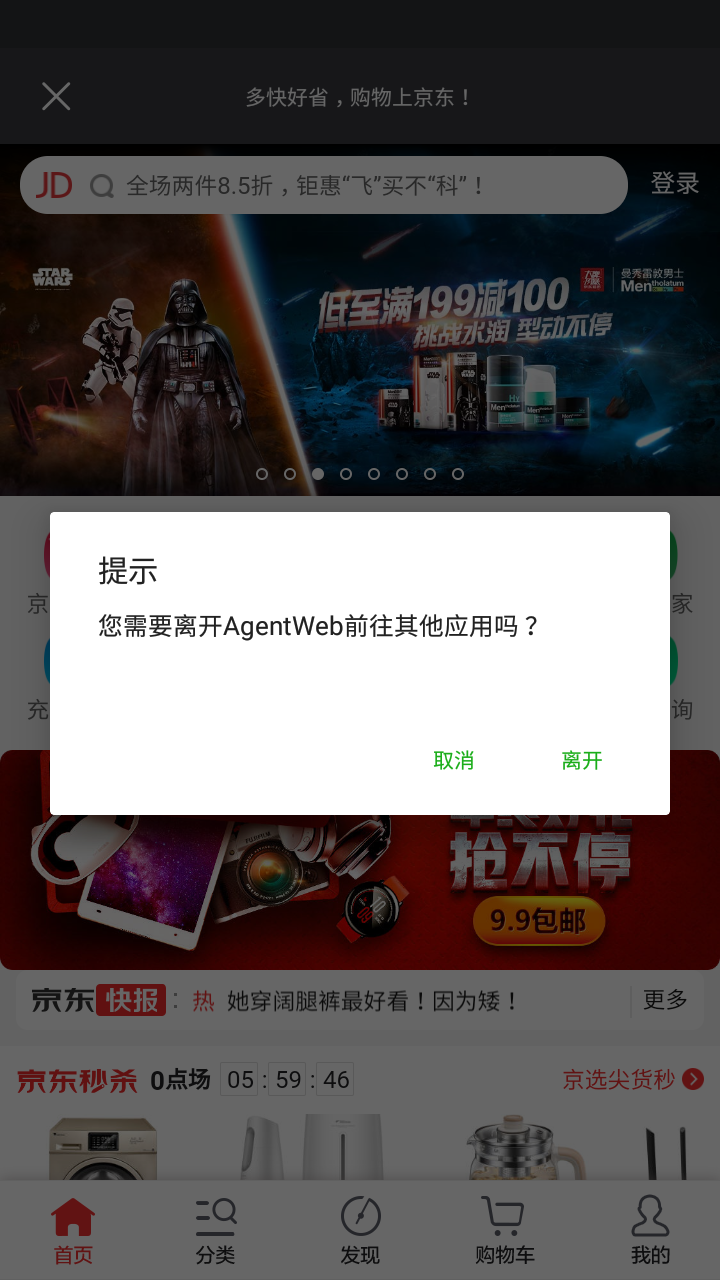 多快好省，购物上京东！
JD
全场两件8.5折，钜惠“飞”买不“科”！
登录
STAR WARS
曼秀雷敦男士
Mentholatum
低至满199减100
挑战水润 型动不停
提示
您需要离开AgentWeb前往其他应用吗？
京
家
充
询
取消
离开
抢不停
9.9包邮
京东快报：
热
她穿阔腿裤最好看！因为矮！
更多
京东秒杀
0点场
05:59:46
京选尖货秒
首页
分类
发现
购物车
我的